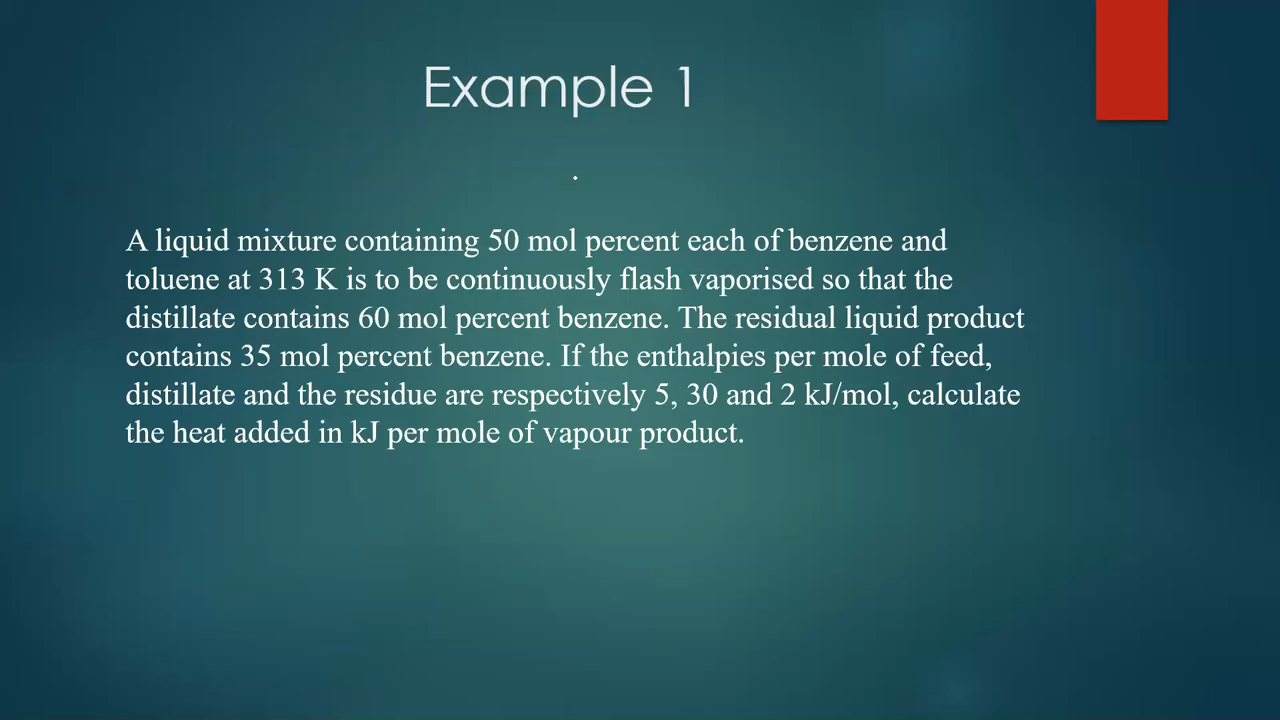 Example 1
.
A liquid mixture containing 50 mol percent each of benzene and
toluene at 313 K is to be continuously flash vaporised so that the
distillate contains 60 mol percent benzene. The residual liquid product
contains 35 mol percent benzene. If the enthalpies per mole of feed,
distillate and the residue are respectively 5, 30 and 2 kJ/mol, calculate
the heat added in kJ per mole of vapour product.